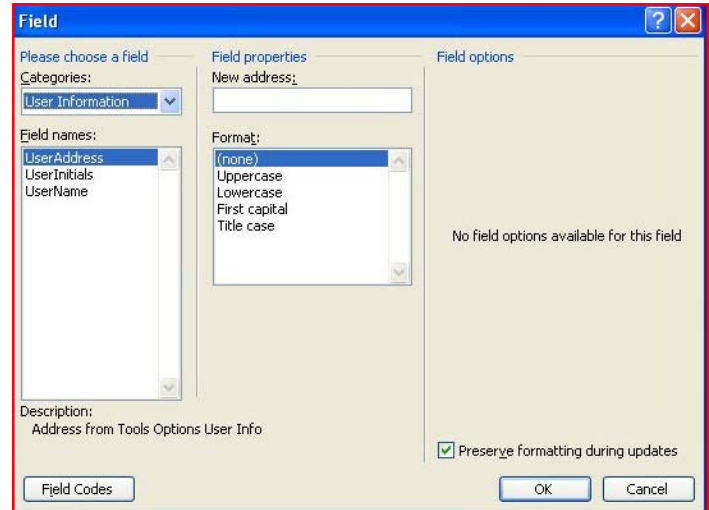 Field
Please choose a field
Categories:
User Information
Field names:
UserAddress
UserInitials
UserName
Field properties
New address:
Format:
(none)
Uppercase
Lowercase
First capital
Title case
Field options
No field options available for this field
Description:
Address from Tools Options User Info
Preserve formatting during updates
Field Codes
OK
Cancel